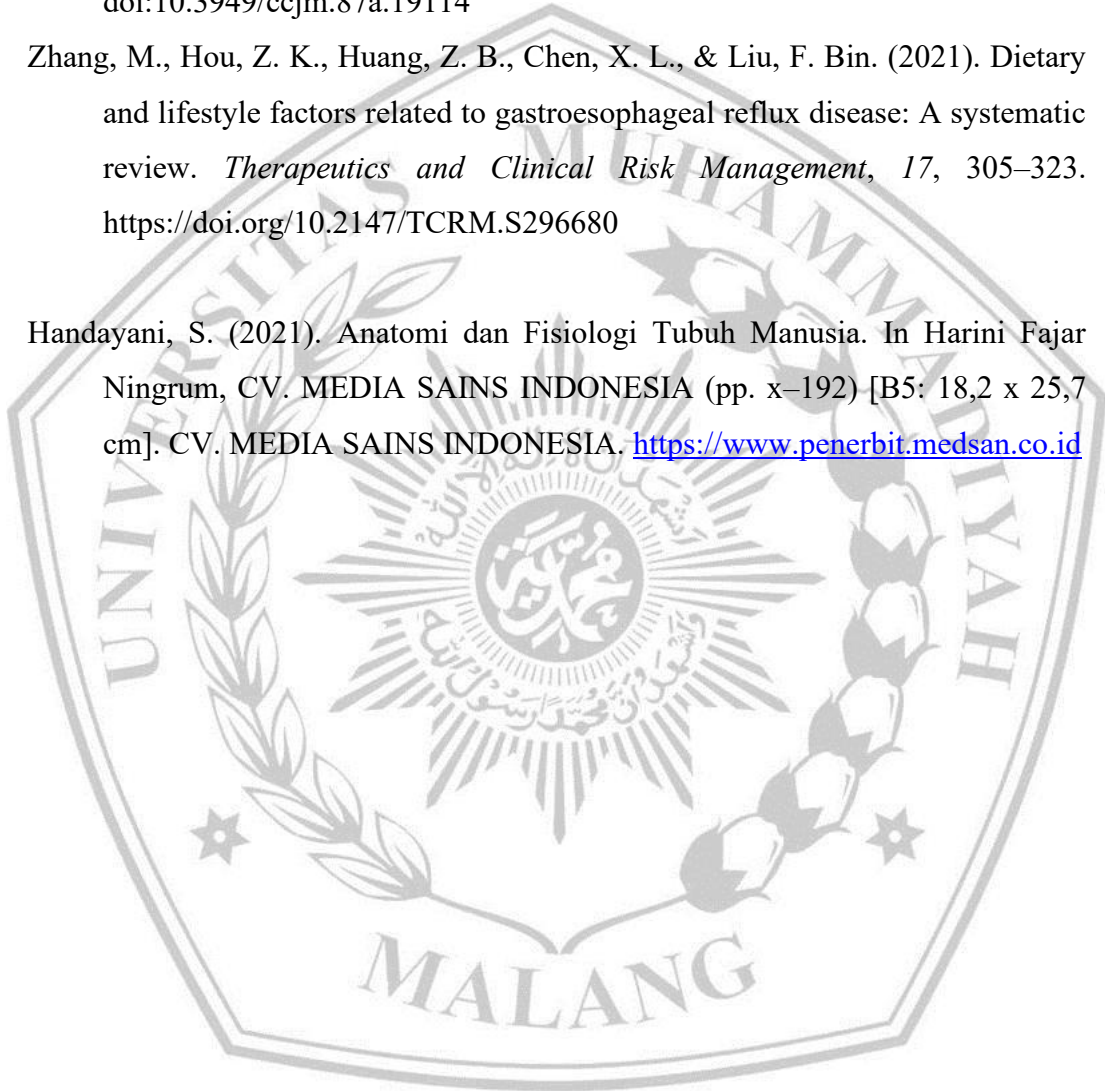 doi:10.3949/ccjm.87a.19114
Zhang, M., Hou, Z. K., Huang, Z. B., Chen, X. L., & Liu, F. Bin. (2021). Dietary
and lifestyle factors related to gastroesophageal reflux disease: A systematic
review. Therapeutics and Clinical Risk Management, 17, 305–323.
https://doi.org/10.2147/TCRM.S296680
Handayani, S. (2021). Anatomi dan Fisiologi Tubuh Manusia. In Harini Fajar
Ningrum, CV. MEDIA SAINS INDONESIA (pp. x–192) [B5: 18,2 x 25,7
cm]. CV. MEDIA SAINS INDONESIA. https://www.penerbit.medsan.co.id
UNIVERSITAS MUHAMMADIYAH
MALANG